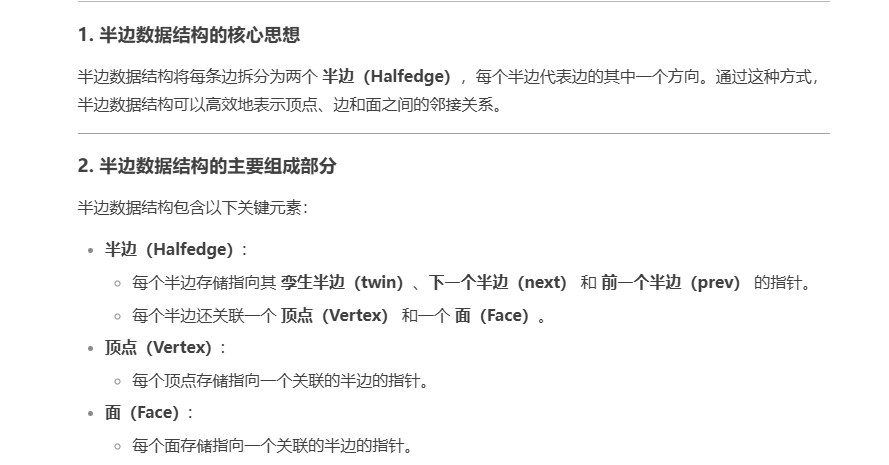 1. 半边数据结构的核心思想
半边数据结构将每条边拆分为两个 半边（Halfedge），每个半边代表边的其中一个方向。通过这种方式，
半边数据结构可以高效地表示顶点、边和面之间的邻接关系。
2. 半边数据结构的主要组成部分
半边数据结构包含以下关键元素：
• 半边（Halfedge）：
◦ 每个半边存储指向其 孪生半边（twin）、下一个半边（next） 和 前一个半边（prev） 的指针。
◦ 每个半边还关联一个 顶点（Vertex） 和一个 面（Face）。
• 顶点（Vertex）：
◦ 每个顶点存储指向一个关联的半边的指针。
• 面（Face）：
◦ 每个面存储指向一个关联的半边的指针。